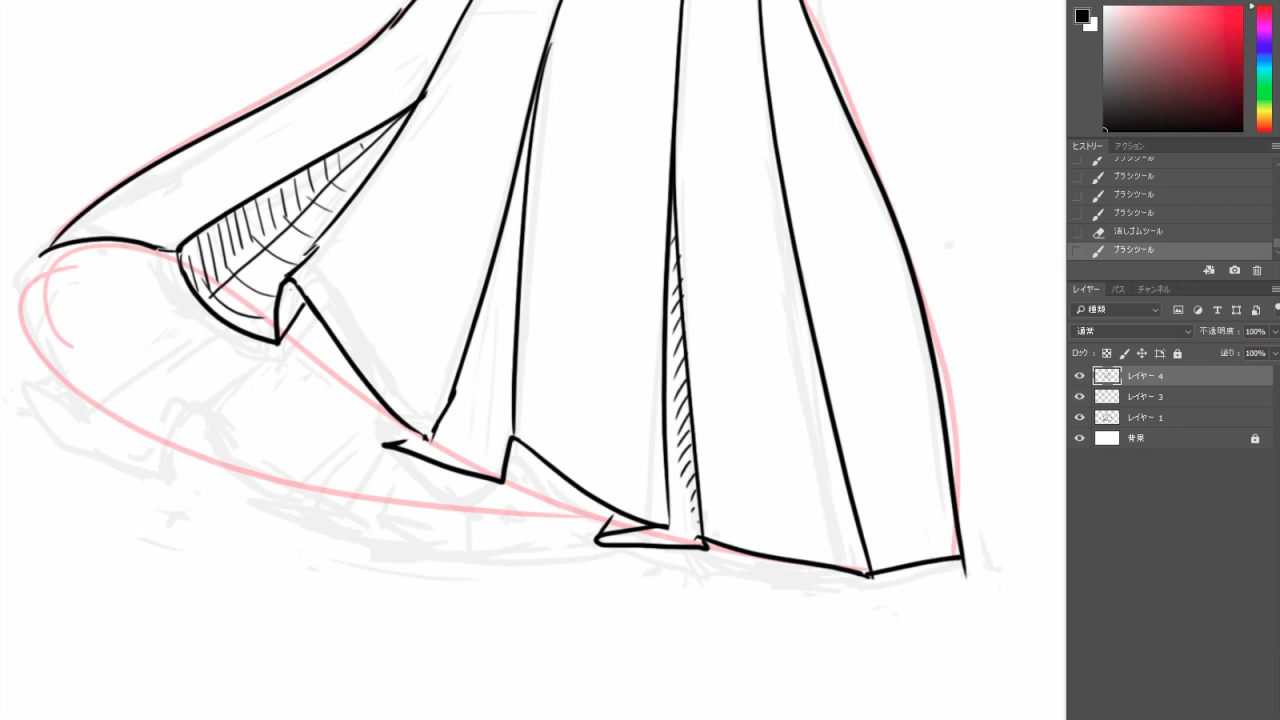 ヒストリー アクション
ブラシツール
ブラシツール
ブラシツール
ブラシツール
消しゴムツール
ブラシツール
レイヤー パス チャンネル
種類
通常 不透明度 : 100%
ロック : 塗り : 100%
レイヤー 4
レイヤー 3
レイヤー 1
背景